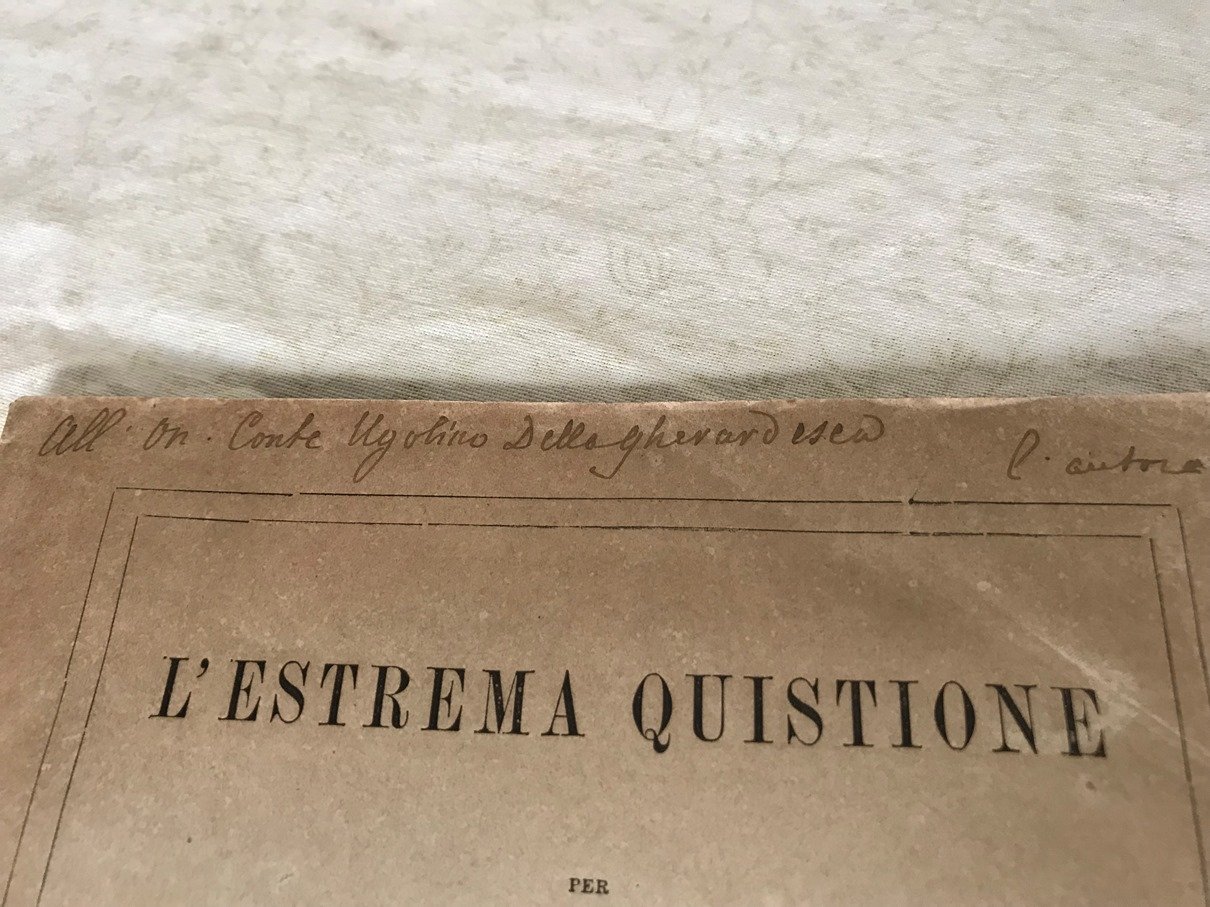 All' On. Conte Ugolino Della Gherardesca
l' autore
L'ESTREMA QUISTIONE
PER